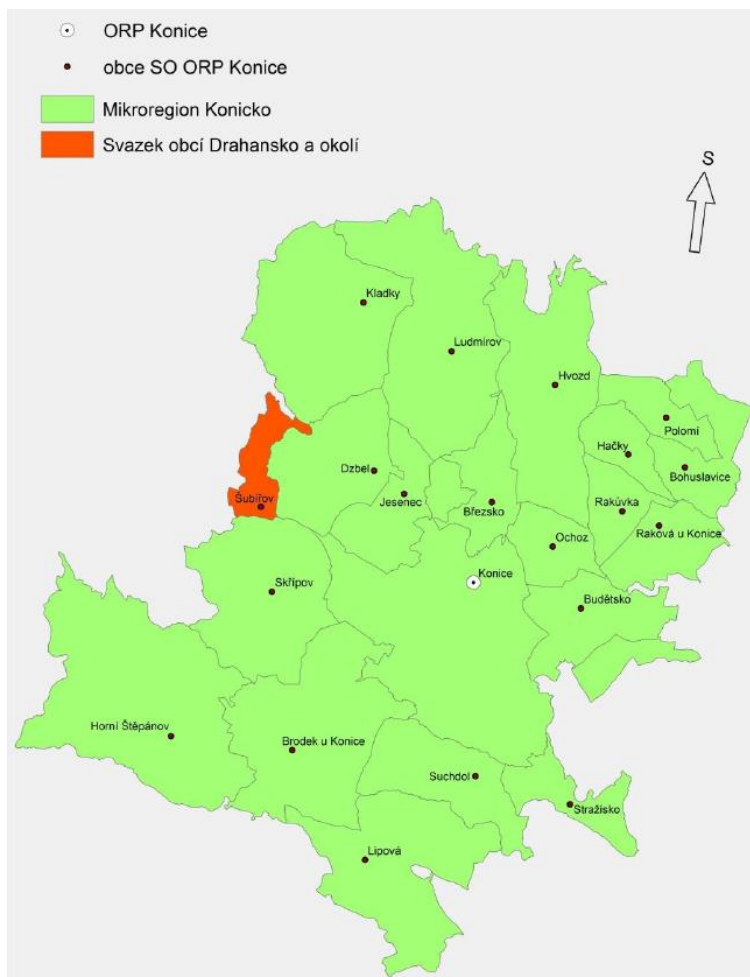 ORP Konice
obce SO ORP Konice
Mikroregion Konicko
Svazek obcí Drahansko a okolí
S
Kladky
Ludmírov
Hvozd
Polomí
Hačky
Bohuslavice
Dzbel
Jesenec
Březsko
Rakůvka
Raková u Konice
Šubířov
Ochoz
Konice
Skřípov
Budětsko
Horní Štěpánov
Brodek u Konice
Suchdol
Stražisko
Lipová